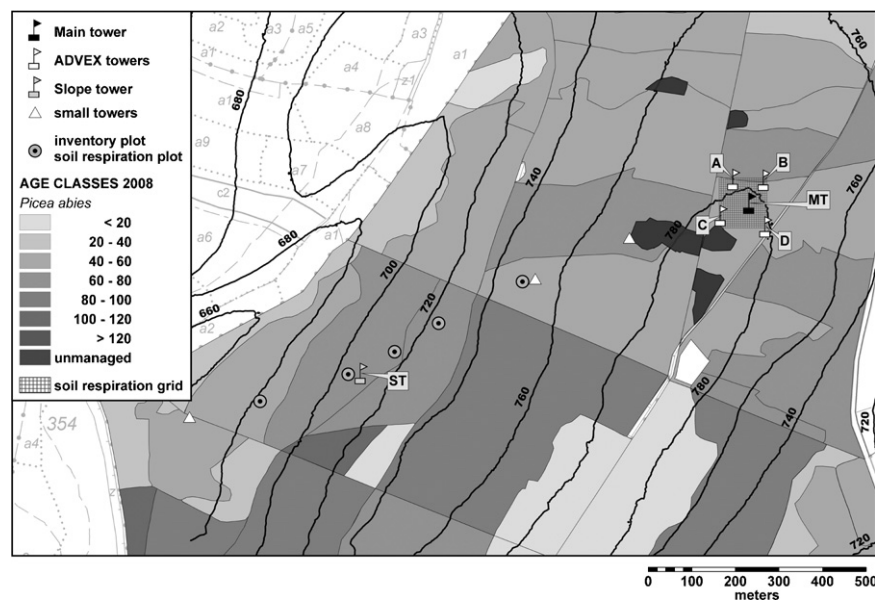 Main tower
ADVEX towers
Slope tower
small towers
inventory plot
soil respiration plot
AGE CLASSES 2008
Picea abies
< 20
20 - 40
40 - 60
60 - 80
80 - 100
100 - 120
> 120
unmanaged
soil respiration grid
a2
a3
a5
a3
a1
a4
z1
a1
680
a8
a9
a7
c2
a1
a6
680
660
a2
700
720
740
760
780
760
A
B
MT
C
D
760
ST
780
740
720
720
354
a4
z
0
100
200
300
400
500
meters